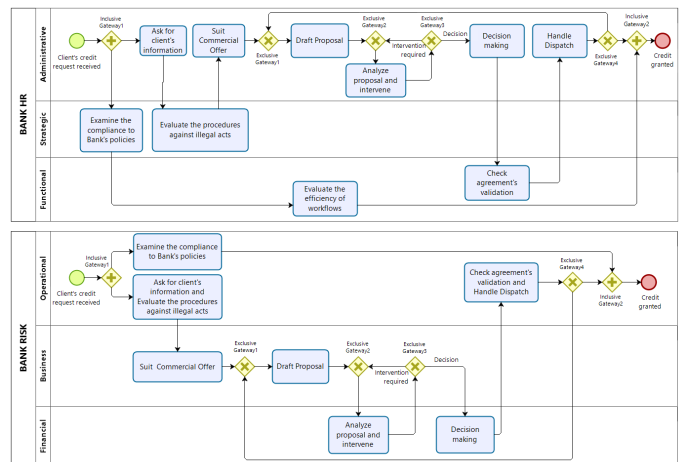 BANK HR
Administrative
Strategic
Functional
Client's credit
request received
Inclusive
Gateway1
Ask for
client's
information
Suit
Commercial
Offer
Exclusive
Gateway1
Draft Proposal
Exclusive
Gateway2
Exclusive
Gateway3
Intervention
required
Decision
Analyze
proposal and
intervene
Decision
making
Handle
Dispatch
Exclusive
Gateway4
Inclusive
Gateway2
Credit
granted
Examine the
compliance to
Bank's policies
Evaluate the procedures
against illegal acts
Evaluate the
efficiency of
workflows
Check
agreement's
validation
BANK RISK
Operational
Business
Financial
Client's credit
request received
Inclusive
Gateway1
Examine the compliance
to Bank's policies
Ask for client's
information and
Evaluate the procedures
against illegal acts
Check agreement's
validation and
Handle Dispatch
Exclusive
Gateway4
Inclusive
Gateway2
Credit
granted
Suit Commercial Offer
Exclusive
Gateway1
Draft Proposal
Exclusive
Gateway2
Exclusive
Gateway3
Intervention
required
Decision
Analyze
proposal and
intervene
Decision
making